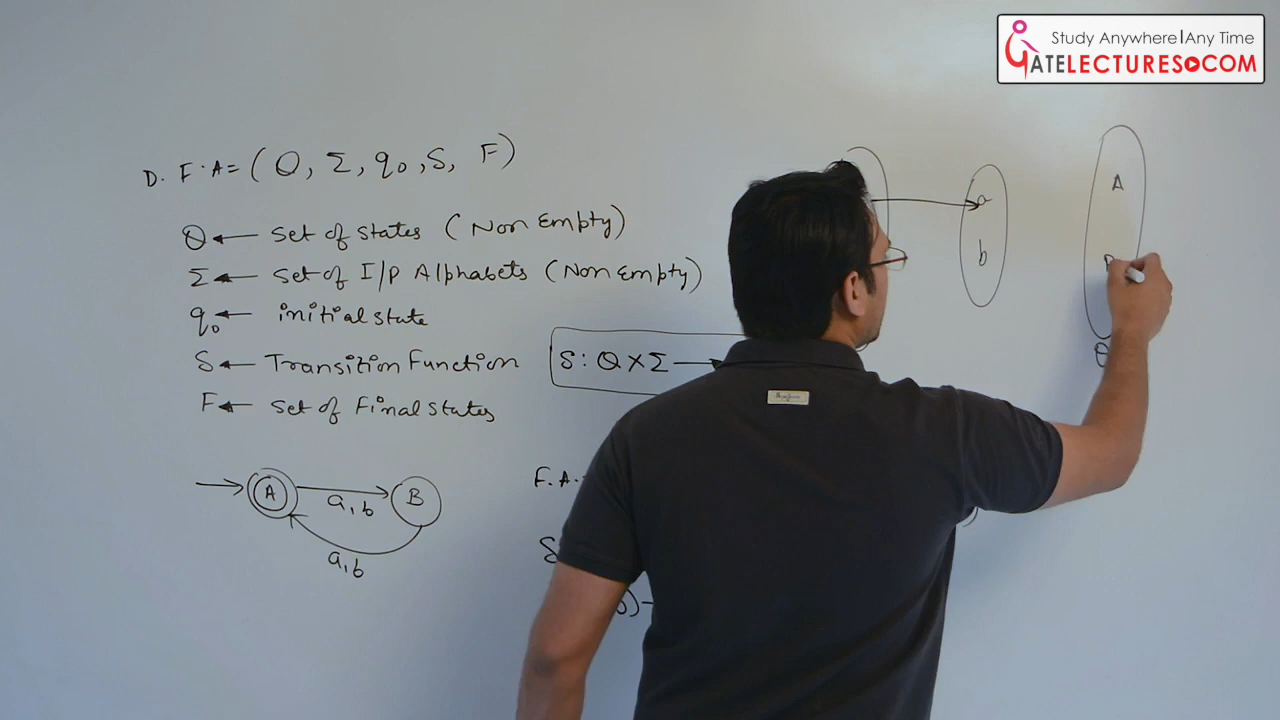 Study Anywhere|Any Time
GATELECTURES.COM
D. F.A = (Q, Σ, q0, δ, F)
Q ← set of states (Non Empty)
Σ ← set of I/p Alphabets (Non Empty)
q0 ← initial state
δ ← Transition Function
δ: Q X Σ →
F ← set of Final states
A
a,b
B
a,b
F.A.
δ
a
b
A